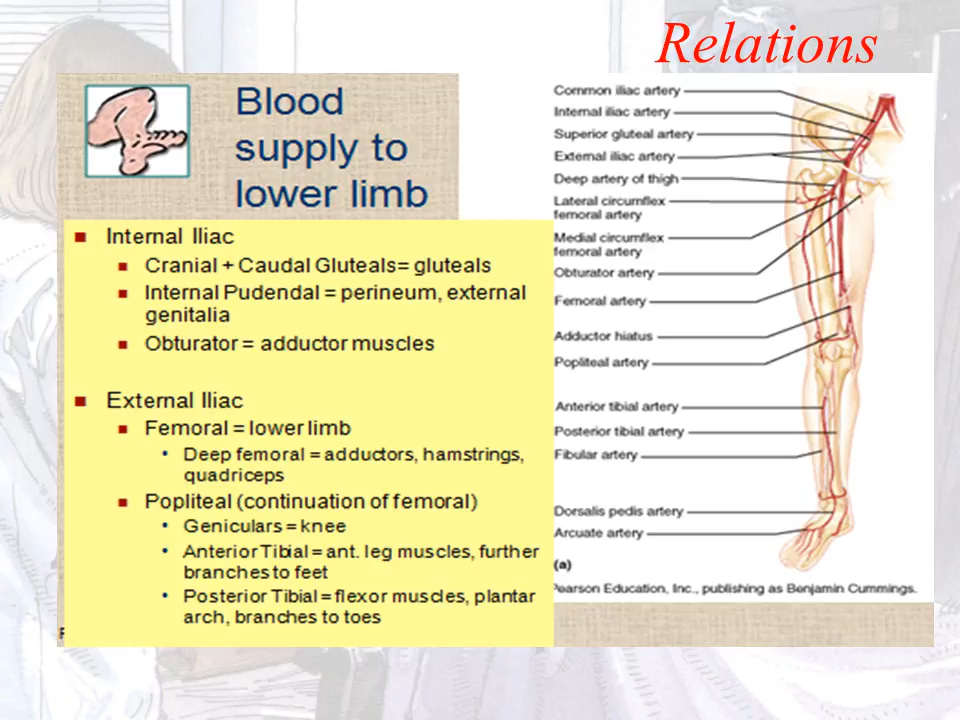 Relations
Blood
supply to
lower limb
Internal Iliac
Cranial + Caudal Gluteals= gluteals
Internal Pudendal = perineum, external
genitalia
Obturator = adductor muscles
External Iliac
Femoral = lower limb
Deep femoral = adductors, hamstrings,
quadriceps
Popliteal (continuation of femoral)
Geniculars = knee
Anterior Tibial = ant. leg muscles, further
branches to feet
Posterior Tibial = flexor muscles, plantar
arch, branches to toes
Common iliac artery
Internal iliac artery
Superior gluteal artery
External iliac artery
Deep artery of thigh
Lateral circumflex
femoral artery
Medial circumflex
femoral artery
Obturator artery
Femoral artery
Adductor hiatus
Popliteal artery
Anterior tibial artery
Posterior tibial artery
Fibular artery
Dorsalis pedis artery
Arcuate artery
(a)
Pearson Education, Inc., publishing as Benjamin Cummings.